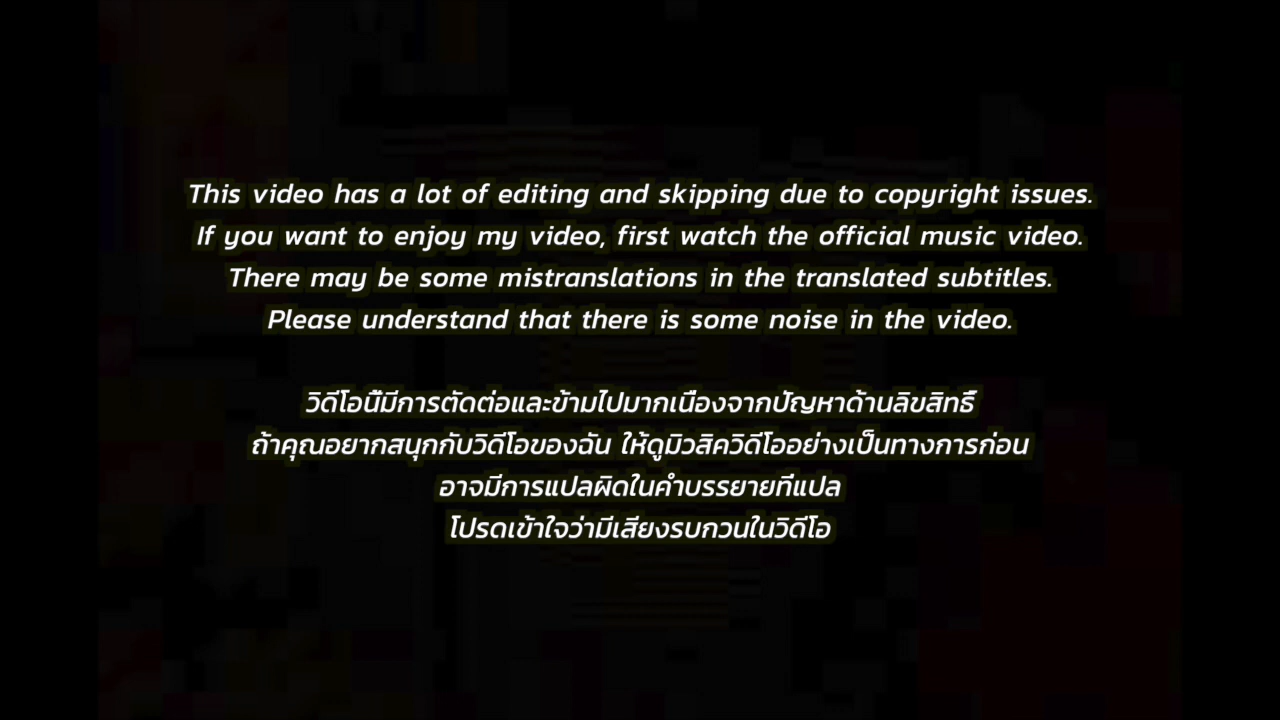 This video has a lot of editing and skipping due to copyright issues.
If you want to enjoy my video, first watch the official music video.
There may be some mistranslations in the translated subtitles.
Please understand that there is some noise in the video.
วิดีโอนี้มีการตัดต่อและข้ามไปมากเนื่องจากปัญหาด้านลิขสิทธิ์
ถ้าคุณอยากสนุกกับวิดีโอของฉัน ให้ดูมิวสิควิดีโออย่างเป็นทางการก่อน
อาจมีการแปลผิดในคำบรรยายที่แปล
โปรดเข้าใจว่ามีเสียงรบกวนในวิดีโอ